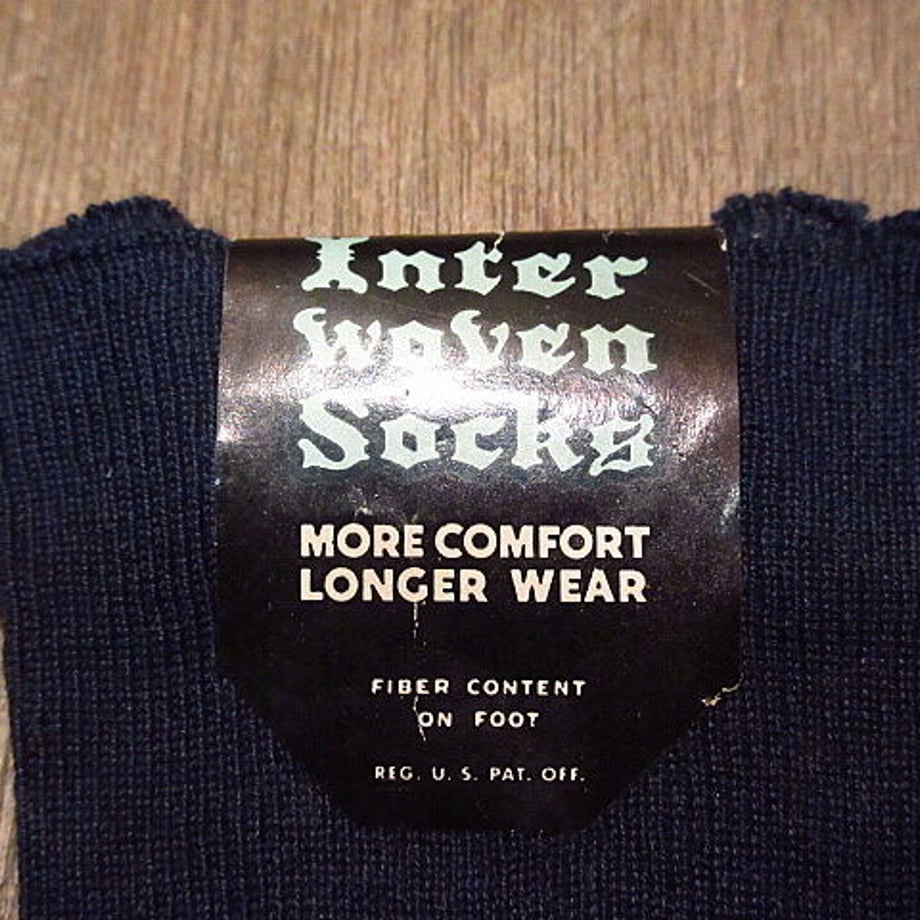 Inter
woven
Socks
MORE COMFORT
LONGER WEAR
FIBER CONTENT
ON FOOT
REG. U. S. PAT. OFF.